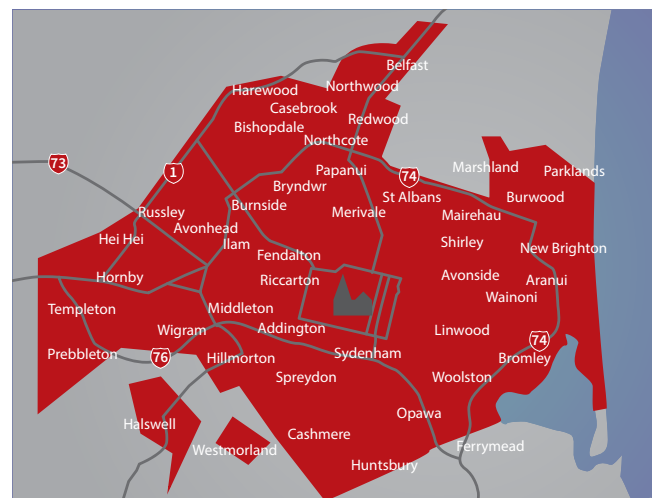 Belfast
Harewood
Northwood
Casebrook
Redwood
Bishopdale
Northcote
73
1
Papanui
74
Marshland
Parklands
Bryndwr
St Albans
Burwood
Burnside
Russley
Merivale
Mairehau
Avonhead
Hei Hei
Ilam
Shirley
New Brighton
Fendalton
Hornby
Riccarton
Avonside
Aranui
Wainoni
Templeton
Middleton
Wigram
Addington
Linwood
74
Prebbleton
76
Hillmorton
Sydenham
Bromley
Spreydon
Woolston
Opawa
Halswell
Cashmere
Westmorland
Ferrymead
Huntsbury